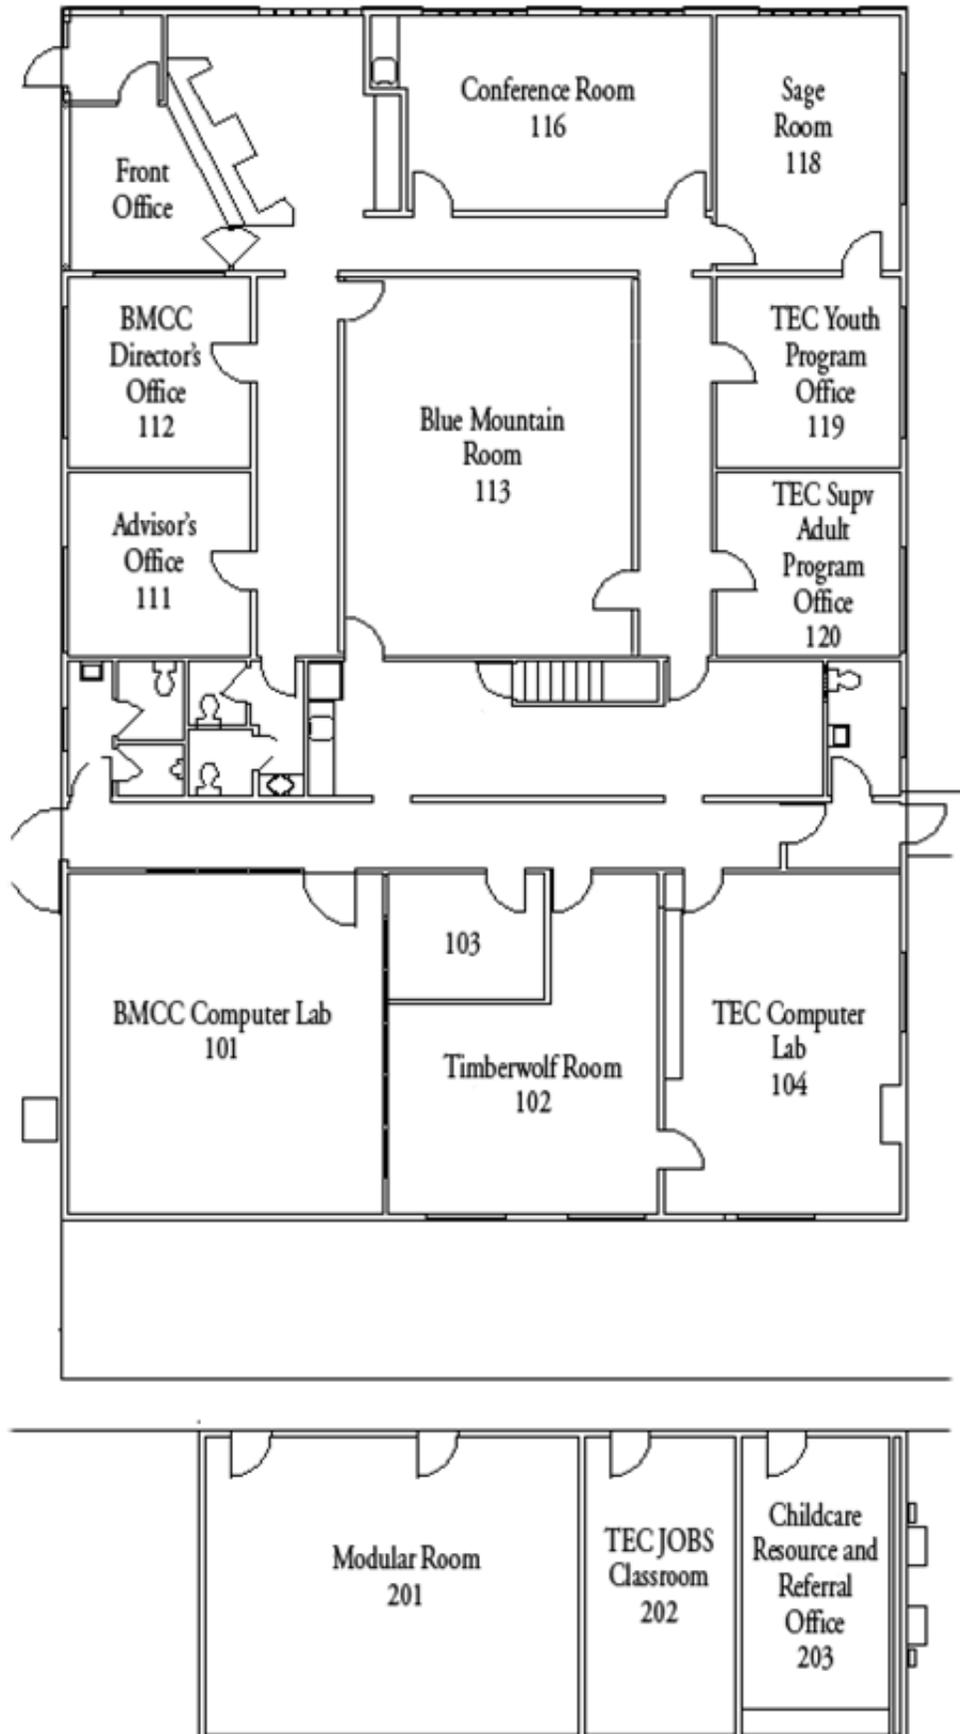 Conference Room
116
Sage
Room
118
Front
Office
BMCC
Director's
Office
112
Blue Mountain
Room
113
TEC Youth
Program
Office
119
Advisor's
Office
111
TEC Supv
Adult
Program
Office
120
103
BMCC Computer Lab
101
Timberwolf Room
102
TEC Computer
Lab
104
Modular Room
201
TEC JOBS
Classroom
202
Childcare
Resource and
Referral
Office
203